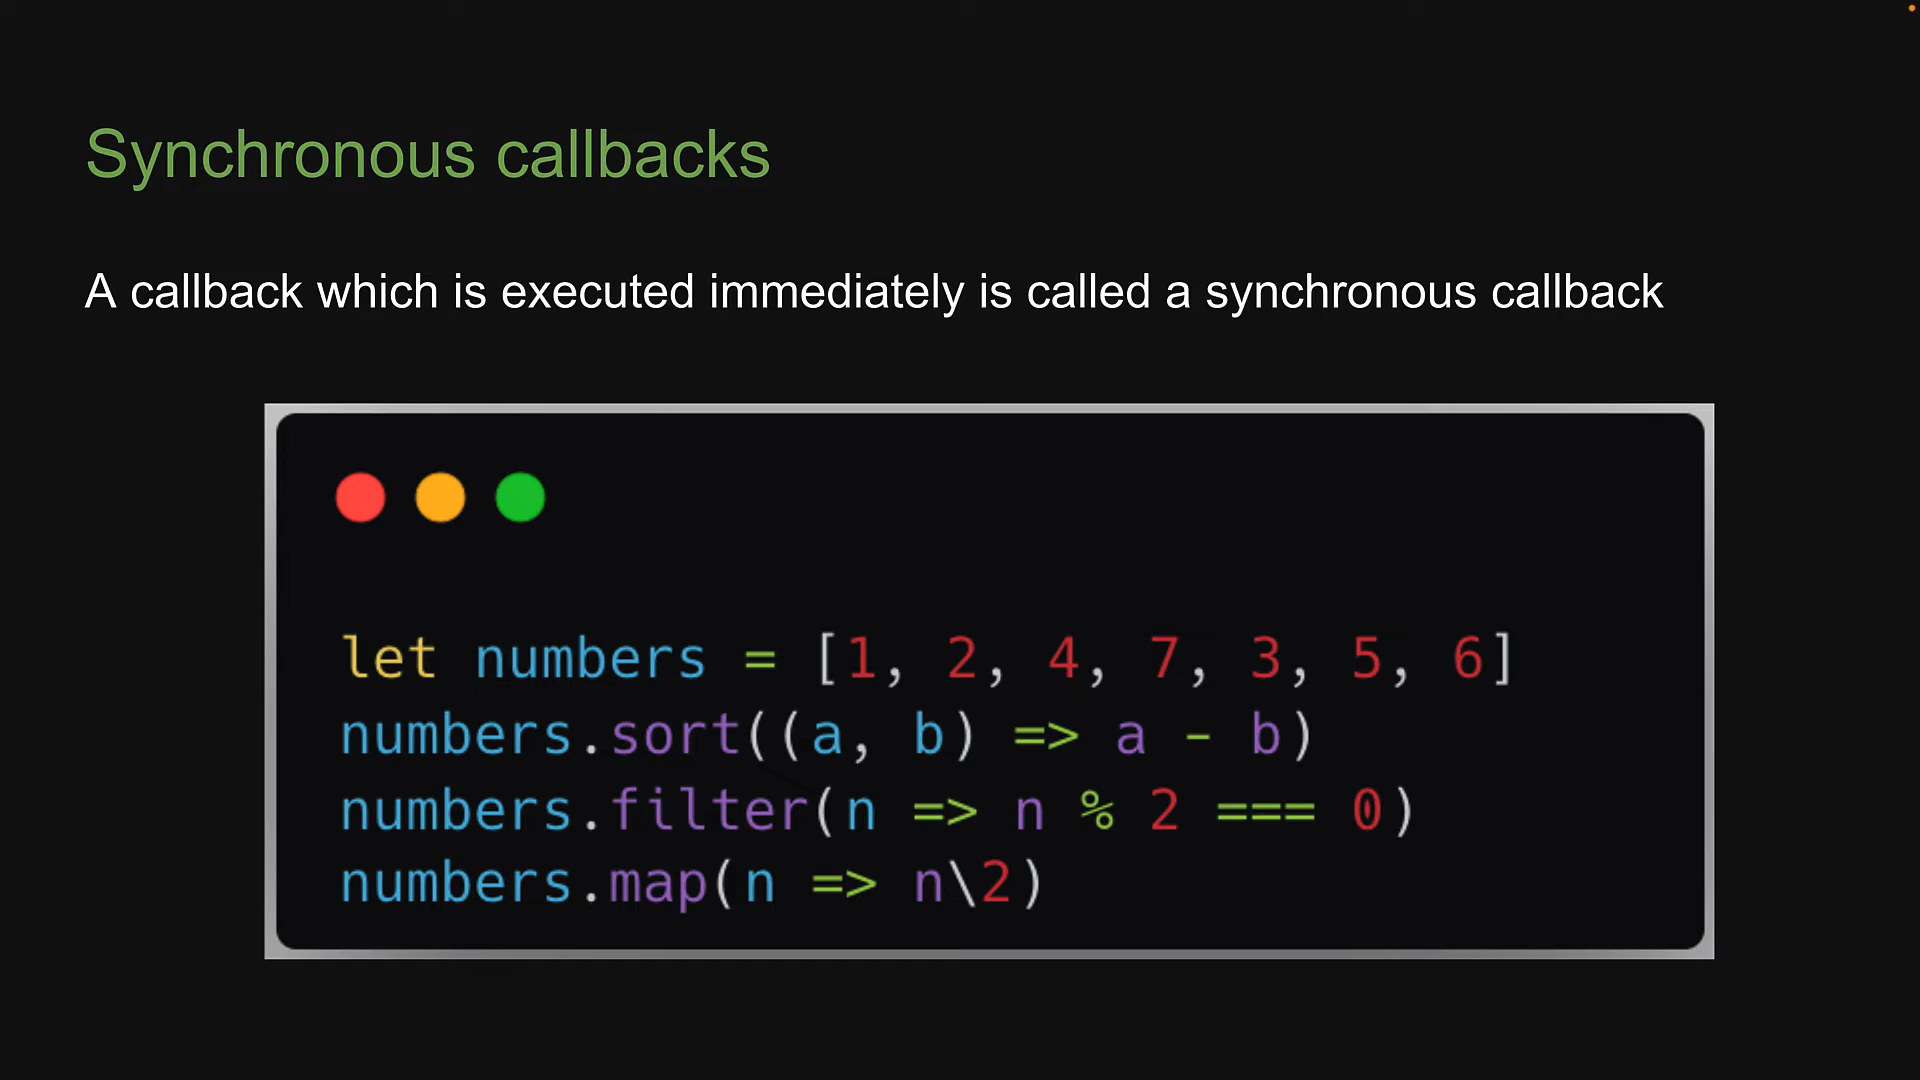 Synchronous callbacks
A callback which is executed immediately is called a synchronous callback
let numbers = [1, 2, 4, 7, 3, 5, 6]
numbers.sort((a, b) => a - b)
numbers.filter(n => n % 2 === 0)
numbers.map(n => n\2)